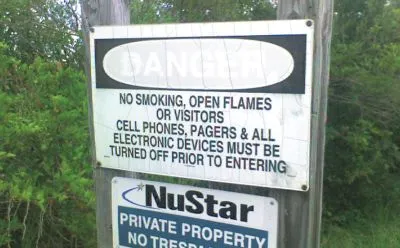 DANGER
NO SMOKING, OPEN FLAMES
OR VISITORS
CELL PHONES, PAGERS & ALL
ELECTRONIC DEVICES MUST BE
TURNED OFF PRIOR TO ENTERING
NuStar
PRIVATE PROPERTY
NO